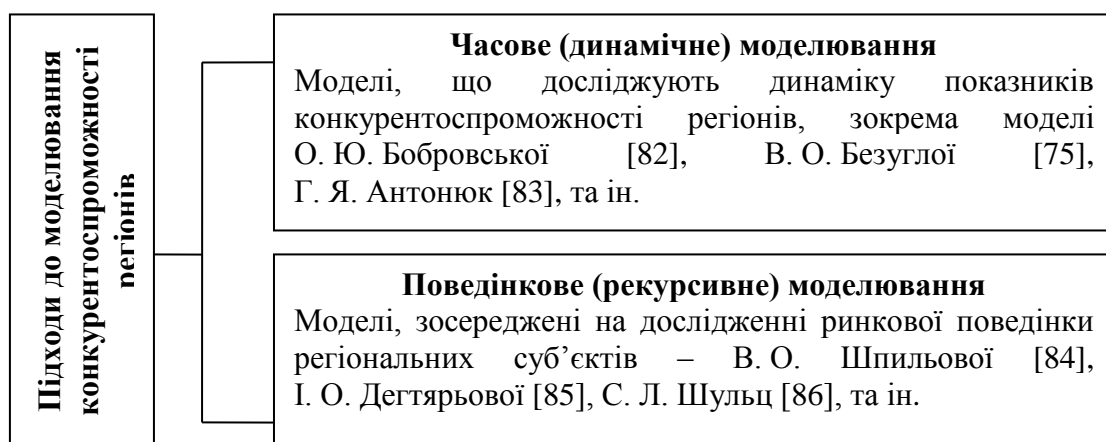 Підходи до моделювання
конкурентоспроможності
регіонів
Часове (динамічне) моделювання
Моделі, що досліджують динаміку показників
конкурентоспроможності регіонів, зокрема моделі
О. Ю. Бобровської [82], В. О. Безуглої [75],
Г. Я. Антонюк [83], та ін.
Поведінкове (рекурсивне) моделювання
Моделі, зосереджені на дослідженні ринкової поведінки
регіональних суб’єктів – В. О. Шпильової [84],
І. О. Дегтярьової [85], С. Л. Шульц [86], та ін.